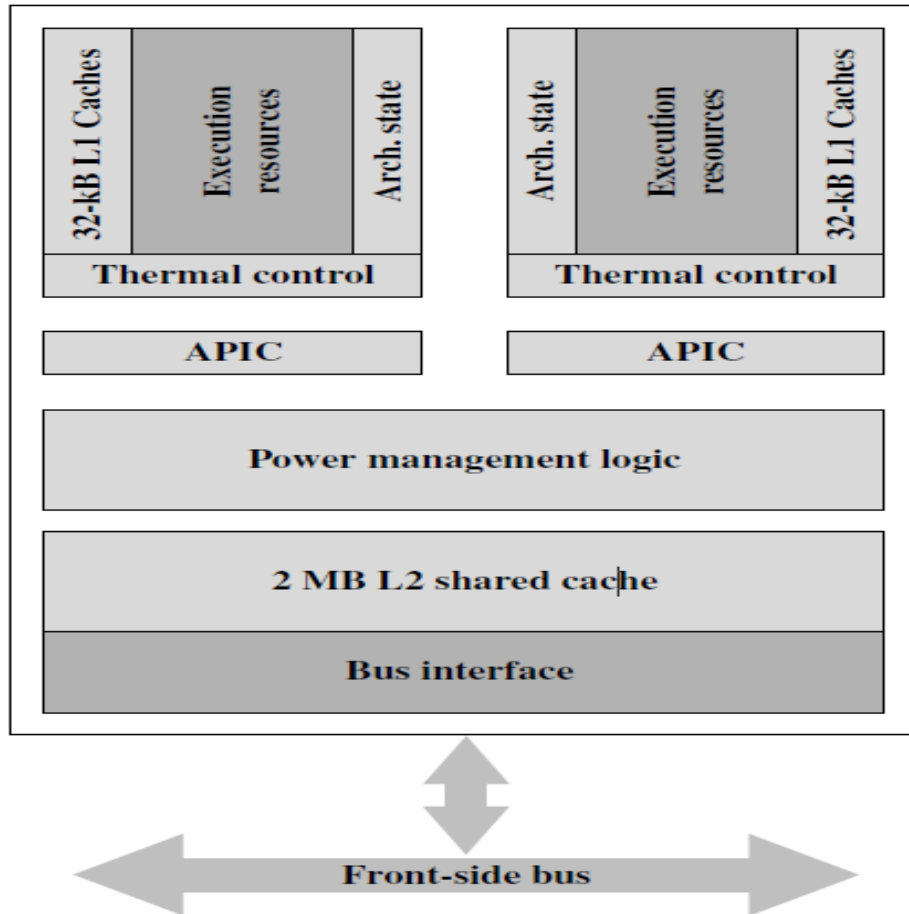 32-kB L1 Caches
Execution
resources
Arch. state
Thermal control
Arch. state
Execution
resources
32-kB L1 Caches
Thermal control
APIC
APIC
Power management logic
2 MB L2 shared cache
Bus interface
Front-side bus